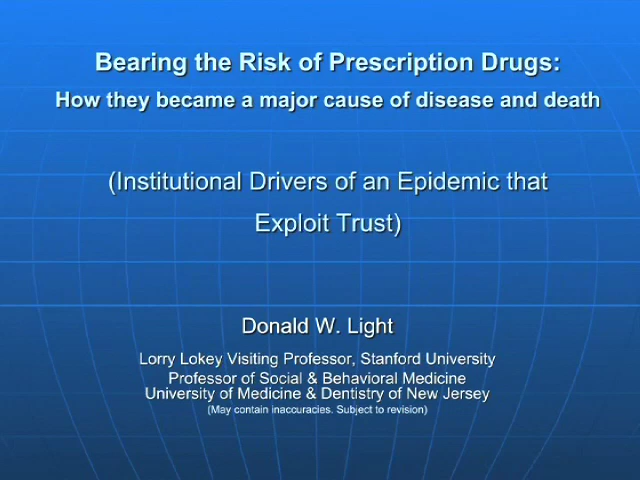 Bearing the Risk of Prescription Drugs:
How they became a major cause of disease and death
(Institutional Drivers of an Epidemic that
Exploit Trust)
Donald W. Light
Lorry Lokey Visiting Professor, Stanford University
Professor of Social & Behavioral Medicine
University of Medicine & Dentistry of New Jersey
(May contain inaccuracies. Subject to revision)